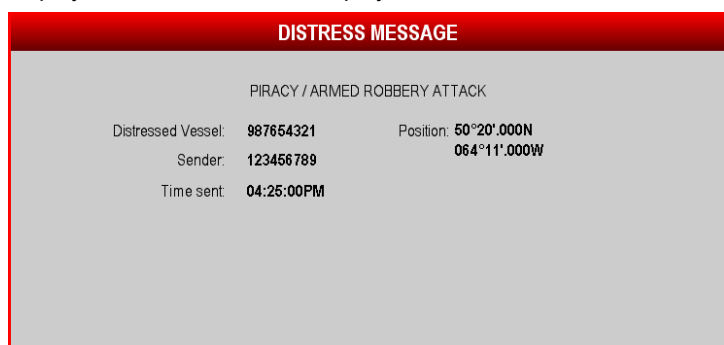 DISTRESS MESSAGE
PIRACY / ARMED ROBBERY ATTACK
Distressed Vessel: 987654321 Position: 50°20'.000N
064°11'.000W
Sender: 123456789
Time sent: 04:25:00PM